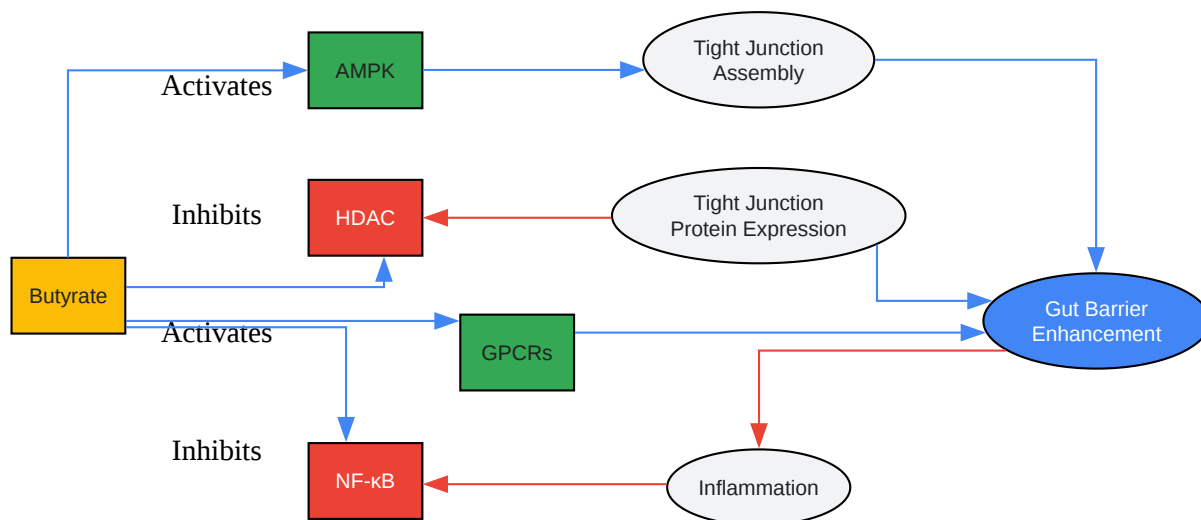 Tight Junction
Assembly
AMPK
Activates
Tight Junction
Protein Expression
Inhibits
HDAC
Butyrate
Gut Barrier
Enhancement
Activates
GPCRs
Inhibits
NF-κB
Inflammation